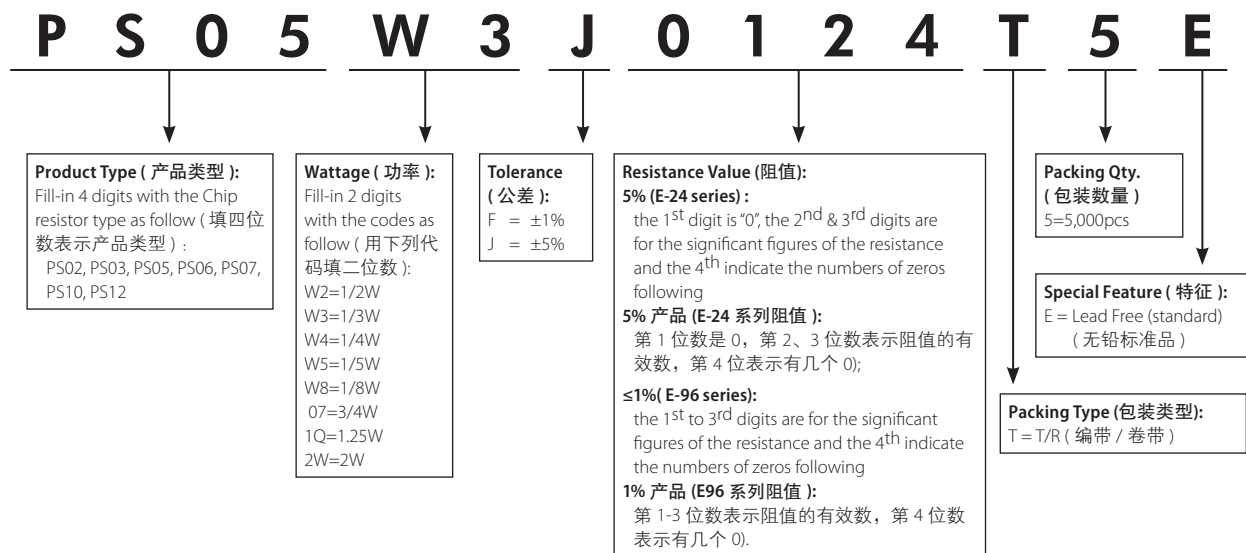 P S 0 5 W 3 J 0 1 2 4 T 5 E
Product Type ( 产品类型 ):
Fill-in 4 digits with the Chip
resistor type as follow ( 填四位
数表示产品类型 ) :
PS02, PS03, PS05, PS06, PS07,
PS10, PS12
Wattage ( 功率 ):
Fill-in 2 digits
with the codes as
follow ( 用下列代
码填二位数 ):
W2=1/2W
W3=1/3W
W4=1/4W
W5=1/5W
W8=1/8W
07=3/4W
1Q=1.25W
2W=2W
Tolerance
( 公差 ):
F = ±1%
J = ±5%
Resistance Value (阻值):
5% (E-24 series) :
the 1st digit is "0", the 2nd & 3rd digits are
for the significant figures of the resistance
and the 4th indicate the numbers of zeros
following
5% 产品 (E-24 系列阻值 ):
第 1 位数是 0，第 2、3 位数表示阻值的有
效数，第 4 位表示有几个 0);
≤1%( E-96 series):
the 1st to 3rd digits are for the significant
figures of the resistance and the 4th indicate
the numbers of zeros following
1% 产品 (E96 系列阻值 ):
第 1-3 位数表示阻值的有效数，第 4 位数
表示有几个 0).
Packing Qty.
( 包装数量 )
5=5,000pcs
Special Feature ( 特征 ):
E = Lead Free (standard)
( 无铅标准品 )
Packing Type (包装类型):
T = T/R ( 编带 / 卷带 )